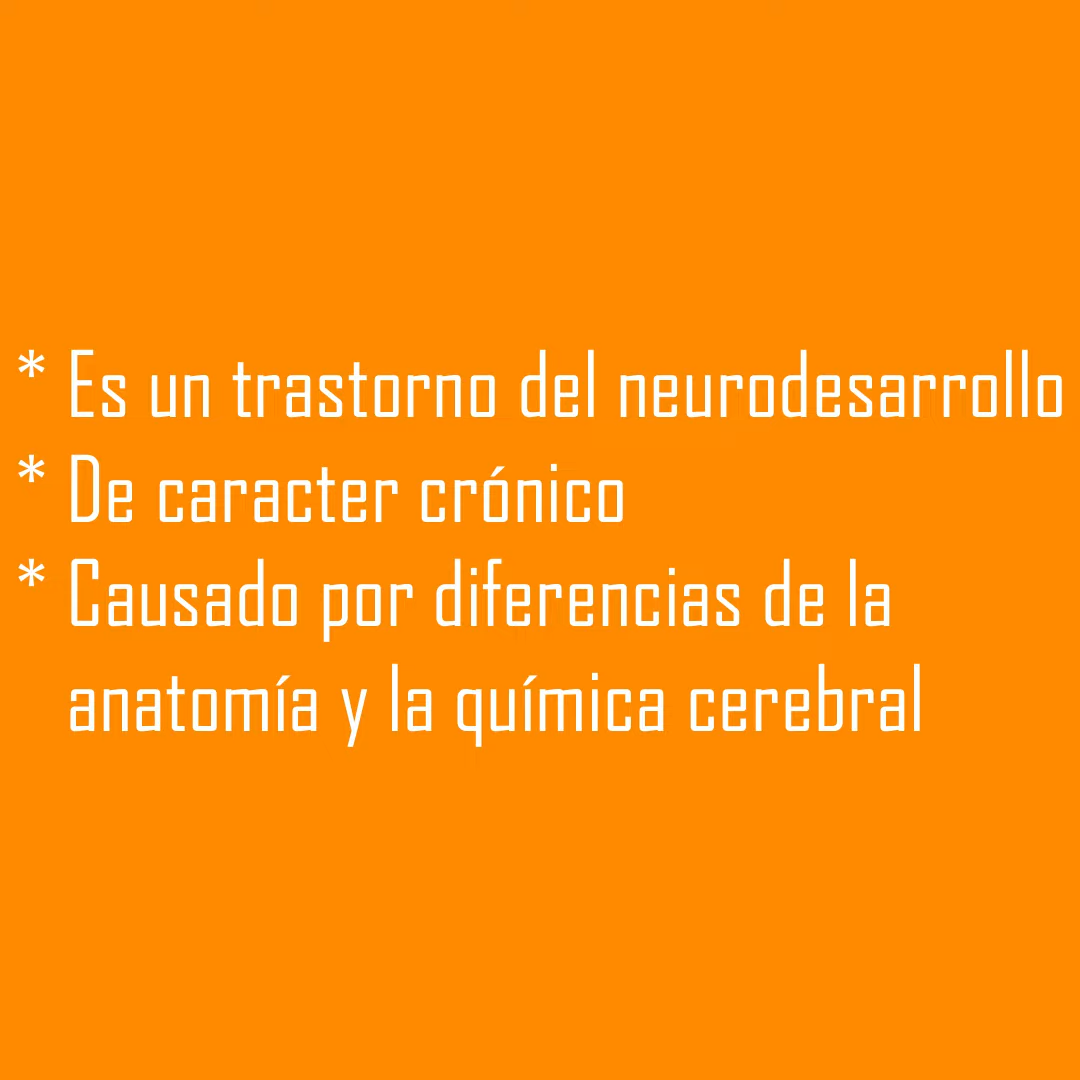 * Es un trastorno del neurodesarrollo
* De caracter crónico
* Causado por diferencias de la
anatomía y la química cerebral